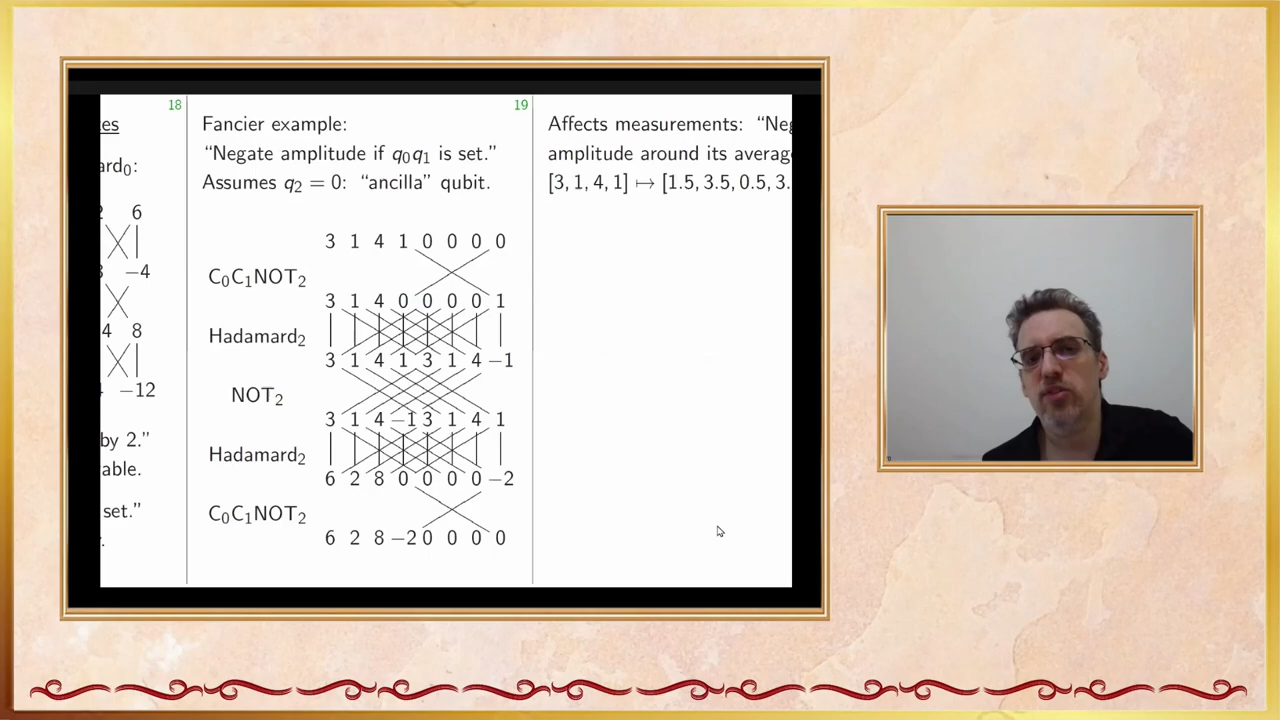 18
es
ard₀:
2 6
−4
4 8
−12
by 2.”
able.
set.”
19
Fancier example:
“Negate amplitude if q₀q₁ is set.”
Assumes q₂ = 0: “ancilla” qubit.
3 1 4 1 0 0 0 0
C₀C₁NOT₂
3 1 4 0 0 0 0 1
Hadamard₂
3 1 4 1 3 1 4 −1
NOT₂
3 1 4 −1 3 1 4 1
Hadamard₂
6 2 8 0 0 0 0 −2
C₀C₁NOT₂
6 2 8 −2 0 0 0 0
Affects measurements: “Neg
amplitude around its averag
[3, 1, 4, 1] ↦ [1.5, 3.5, 0.5, 3.